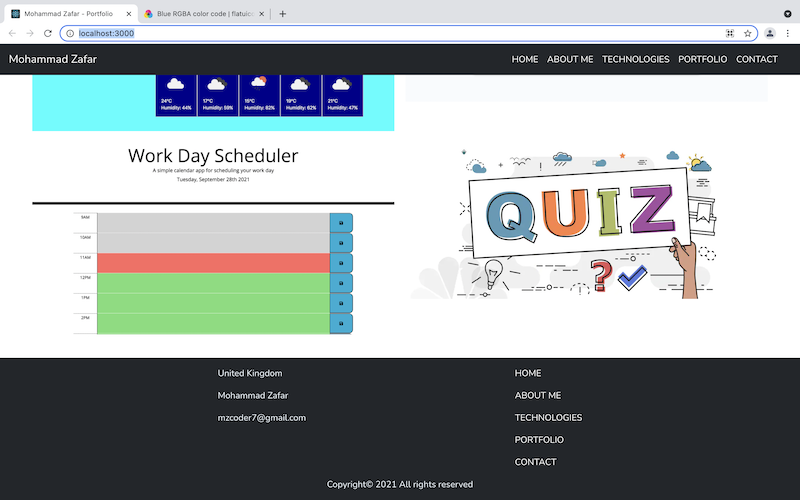 Mohammad Zafar - Portfolio
Blue RGBA color code | flatuico
localhost:3000
Mohammad Zafar
HOME ABOUT ME TECHNOLOGIES PORTFOLIO CONTACT
24°C 17°C 15°C 19°C 21°C
Humidity: 44% Humidity: 89% Humidity: 82% Humidity: 62% Humidity: 47%
Work Day Scheduler
A simple calendar app for scheduling your work day
Tuesday, September 28th 2021
9AM
10AM
11AM
12PM
1PM
2PM
QUIZ
?
United Kingdom
Mohammad Zafar
mzcoder7@gmail.com
HOME
ABOUT ME
TECHNOLOGIES
PORTFOLIO
CONTACT
Copyright© 2021 All rights reserved